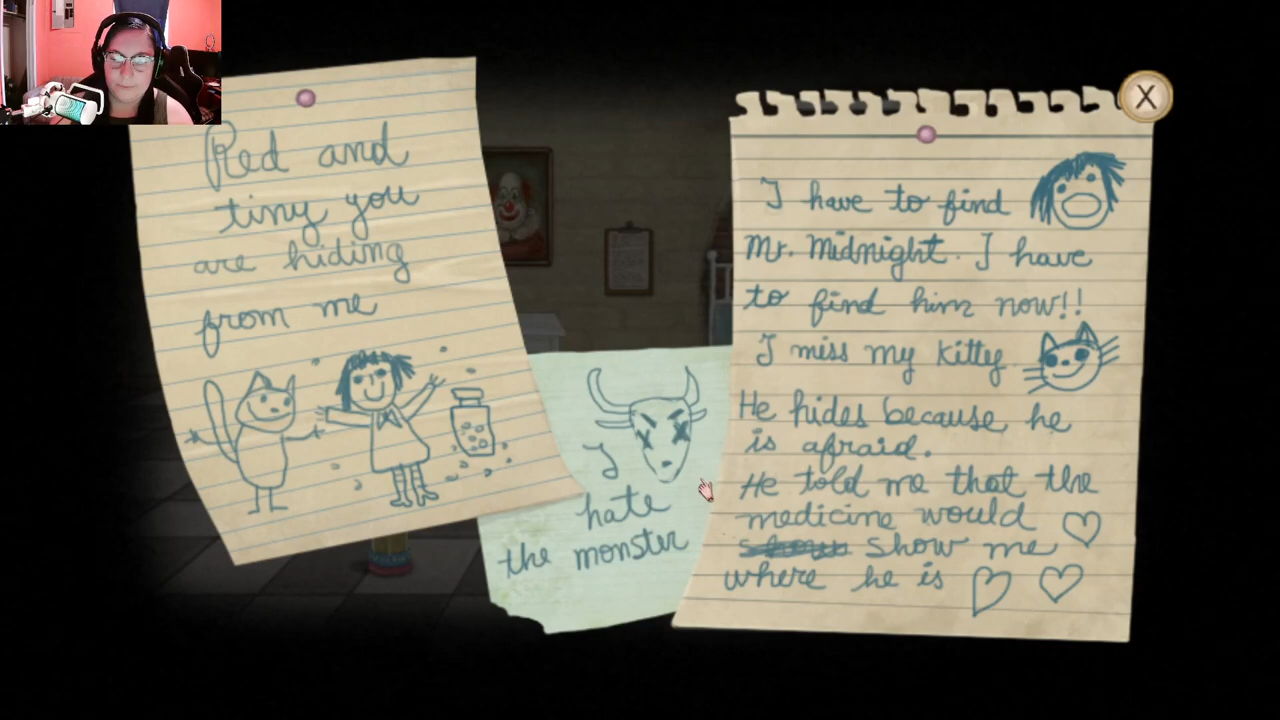 Red and
tiny you
are hiding
from me
I
hate
the monster
X
I have to find
Mr. Midnight. I have
to find him now!!
I miss my Kitty
He hides because he
is afraid.
He told me that the
medicine would
show me
where he is